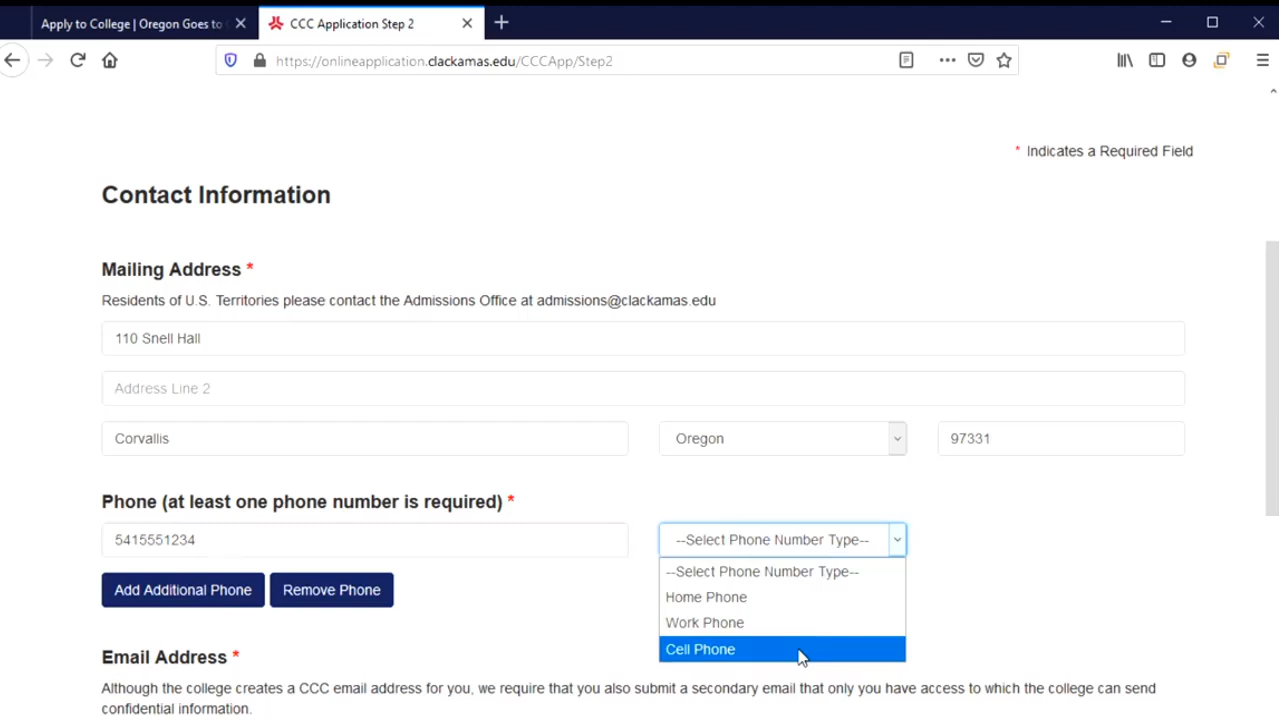 Apply to College | Oregon Goes to
CCC Application Step 2
https://onlineapplication.clackamas.edu/CCCApp/Step2
* Indicates a Required Field
Contact Information
Mailing Address *
Residents of U.S. Territories please contact the Admissions Office at admissions@clackamas.edu
110 Snell Hall
Address Line 2
Corvallis Oregon 97331
Phone (at least one phone number is required) *
5415551234 --Select Phone Number Type--
--Select Phone Number Type--
Add Additional Phone Remove Phone
Home Phone
Work Phone
Cell Phone
Email Address *
Although the college creates a CCC email address for you, we require that you also submit a secondary email that only you have access to which the college can send
confidential information.